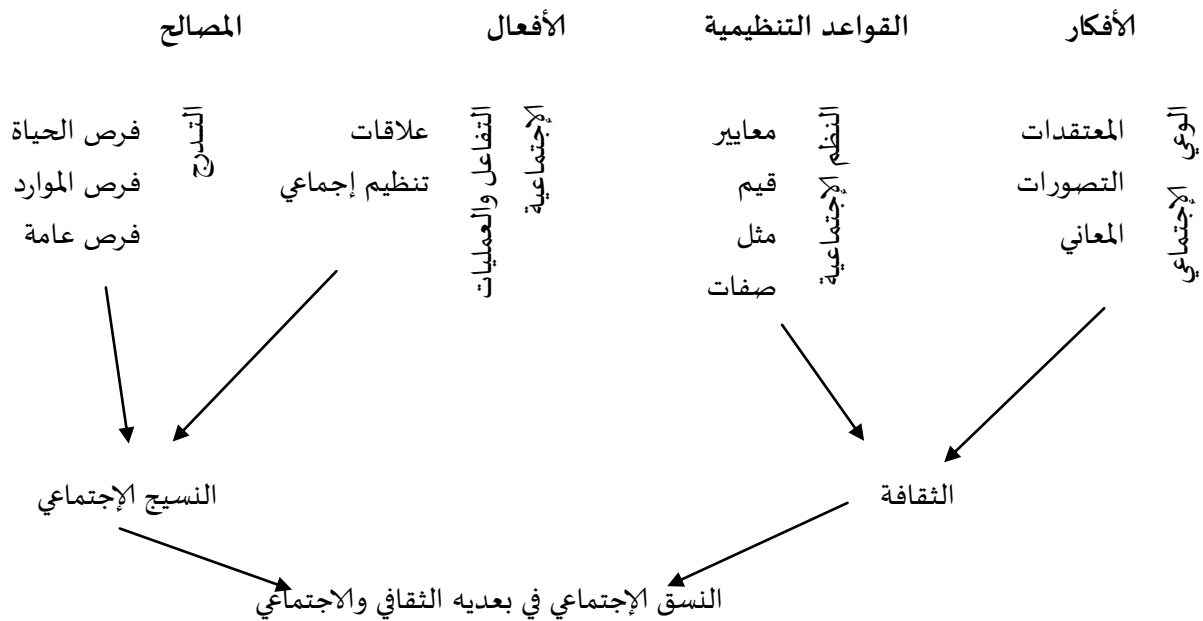 الأفكار
القواعد التنظيمية
الأفعال
المصالح
الوعي الإجتماعي
المعتقدات
التصورات
المعاني
النظم الإجتماعية
معايير
قيم
مثل
صفات
الإجتماعية
التفاعل والعمليات
علاقات
تنظيم إجماعي
التدرج
فرص الحياة
فرص الموارد
فرص عامة
الثقافة
النسيج الإجتماعي
النسق الإجتماعي في بعديه الثقافي والاجتماعي